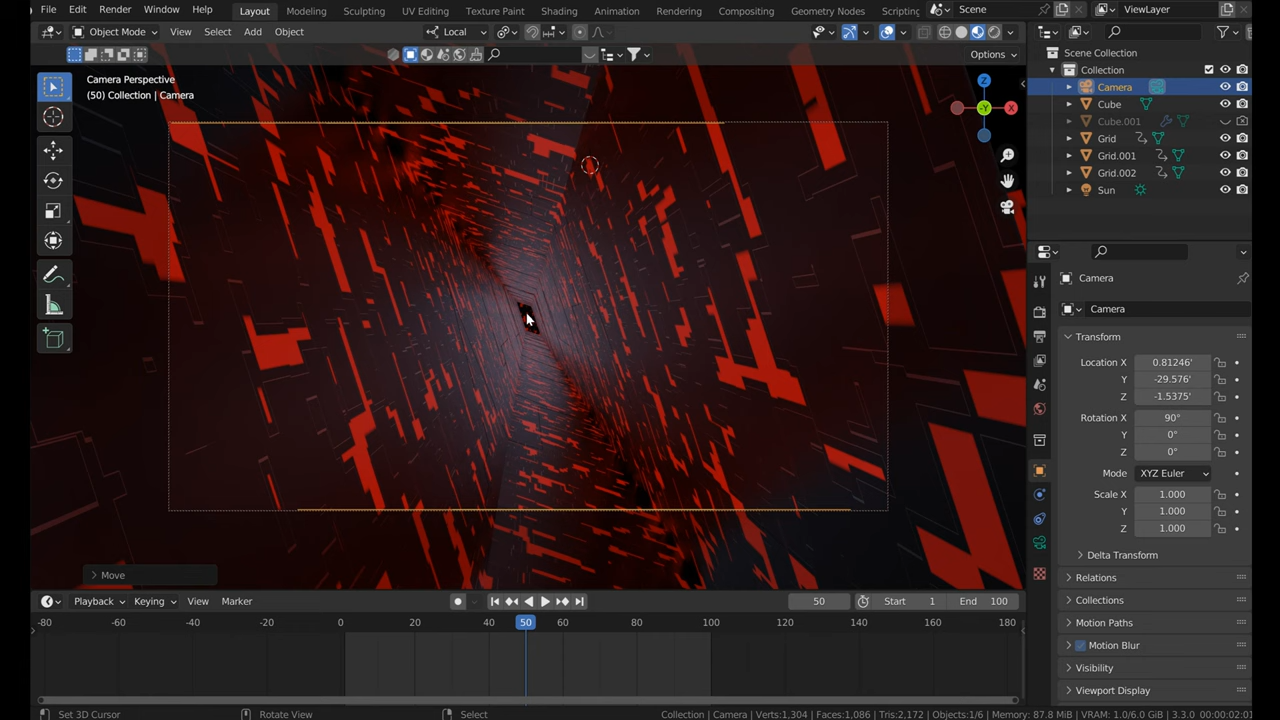 File Edit Render Window Help Layout Modeling Sculpting UV Editing Texture Paint Shading Animation Rendering Compositing Geometry Nodes Scripting Scene ViewLayer
Object Mode View Select Add Object Local
Options
Camera Perspective
(50) Collection | Camera
Z
-Y
X
Move
Scene Collection
Collection
Camera
Cube
Cube.001
Grid
Grid.001
Grid.002
Sun
Camera
Camera
Transform
Location X 0.81246'
Y -29.576'
Z -1.5375'
Rotation X 90°
Y 0°
Z 0°
Mode XYZ Euler
Scale X 1.000
Y 1.000
Z 1.000
Delta Transform
Relations
Collections
Motion Paths
Motion Blur
Visibility
Viewport Display
Playback Keying View Marker 50 Start 1 End 100
-80 -60 -40 -20 0 20 40 50 60 80 100 120 140 160 180
Set 3D Cursor Rotate View Select Collection | Camera | Verts:1,304 | Faces:1,086 | Tris:2,172 | Objects:1/6 | Memory: 87.8 MiB | VRAM: 1.0/6.0 GiB | 3.3.0 00:00:02:01